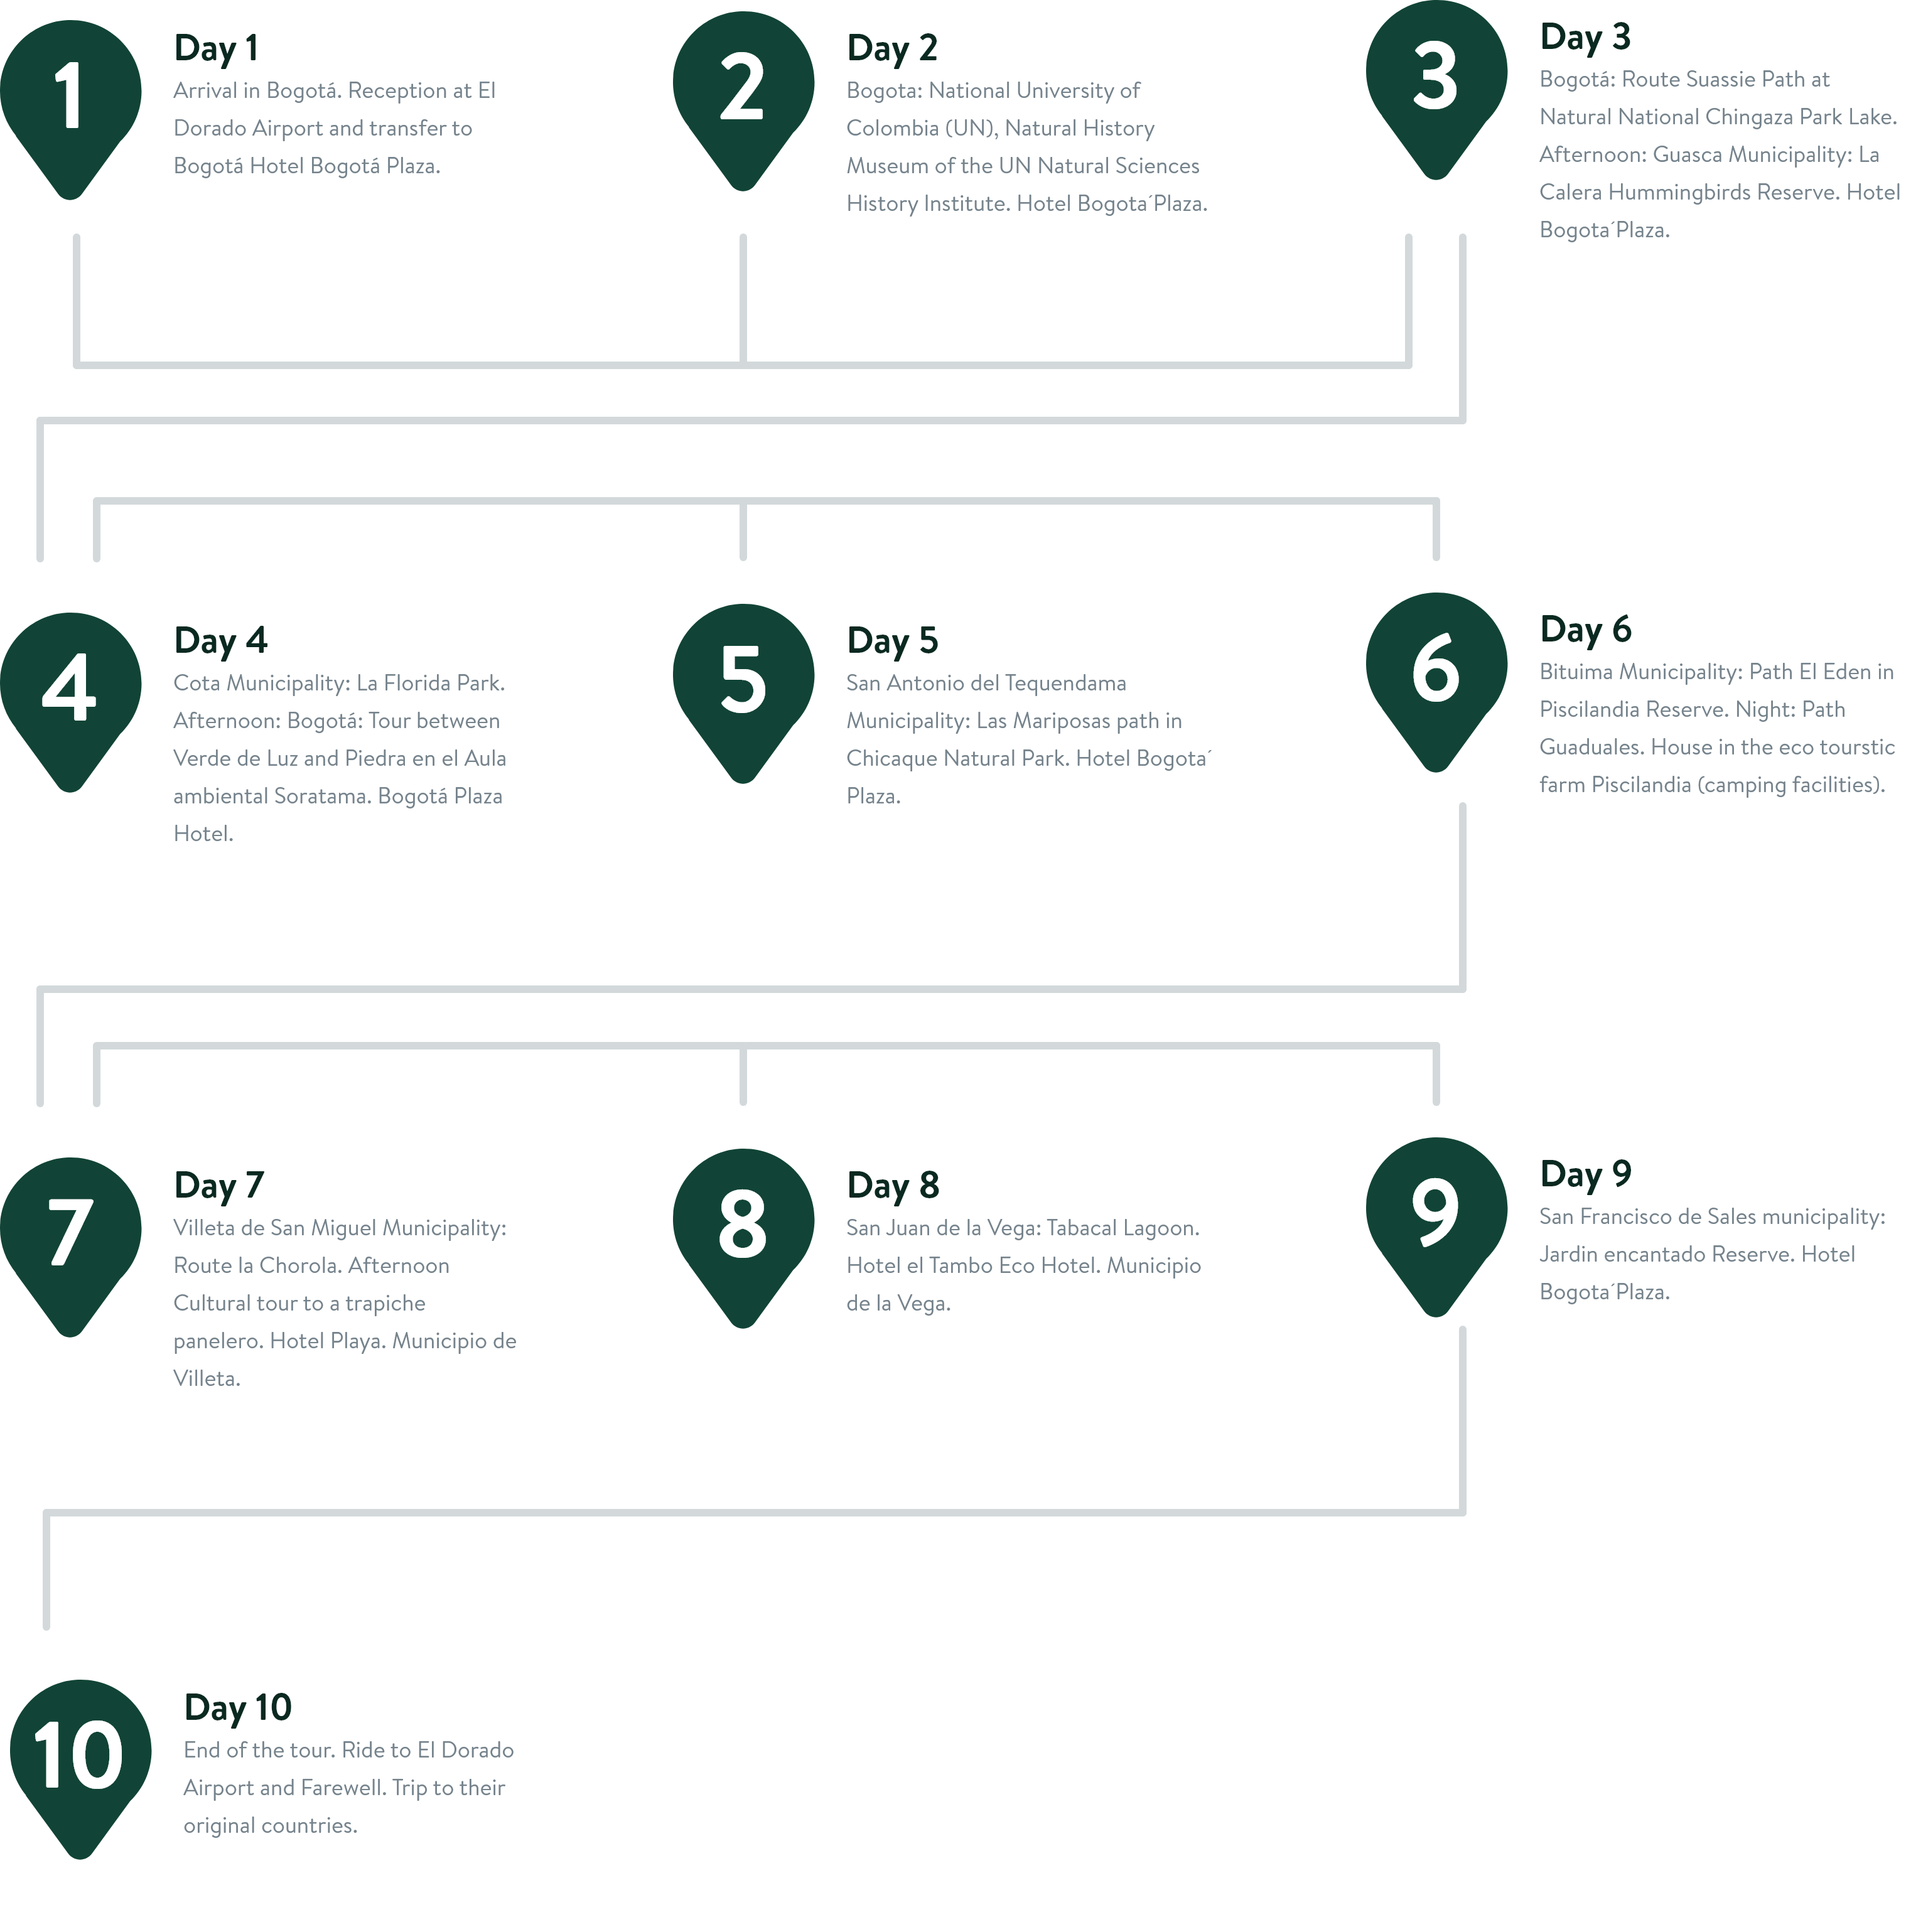 1
Day 1
Arrival in Bogotá. Reception at El
Dorado Airport and transfer to
Bogotá Hotel Bogotá Plaza.
2
Day 2
Bogota: National University of
Colombia (UN), Natural History
Museum of the UN Natural Sciences
History Institute. Hotel Bogota´Plaza.
3
Day 3
Bogotá: Route Suassie Path at
Natural National Chingaza Park Lake.
Afternoon: Guasca Municipality: La
Calera Hummingbirds Reserve. Hotel
Bogota´Plaza.
4
Day 4
Cota Municipality: La Florida Park.
Afternoon: Bogotá: Tour between
Verde de Luz and Piedra en el Aula
ambiental Soratama. Bogotá Plaza
Hotel.
5
Day 5
San Antonio del Tequendama
Municipality: Las Mariposas path in
Chicaque Natural Park. Hotel Bogota´
Plaza.
6
Day 6
Bituima Municipality: Path El Eden in
Piscilandia Reserve. Night: Path
Guaduales. House in the eco tourstic
farm Piscilandia (camping facilities).
7
Day 7
Villeta de San Miguel Municipality:
Route la Chorola. Afternoon
Cultural tour to a trapiche
panelero. Hotel Playa. Municipio de
Villeta.
8
Day 8
San Juan de la Vega: Tabacal Lagoon.
Hotel el Tambo Eco Hotel. Municipio
de la Vega.
9
Day 9
San Francisco de Sales municipality:
Jardin encantado Reserve. Hotel
Bogota´Plaza.
10
Day 10
End of the tour. Ride to El Dorado
Airport and Farewell. Trip to their
original countries.